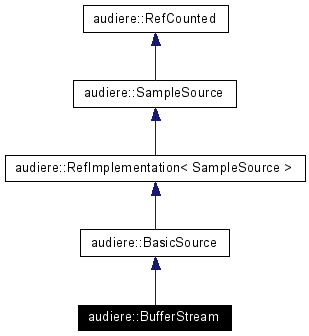 audiere::RefCounted
audiere::SampleSource
audiere::RefImplementation< SampleSource >
audiere::BasicSource
audiere::BufferStream